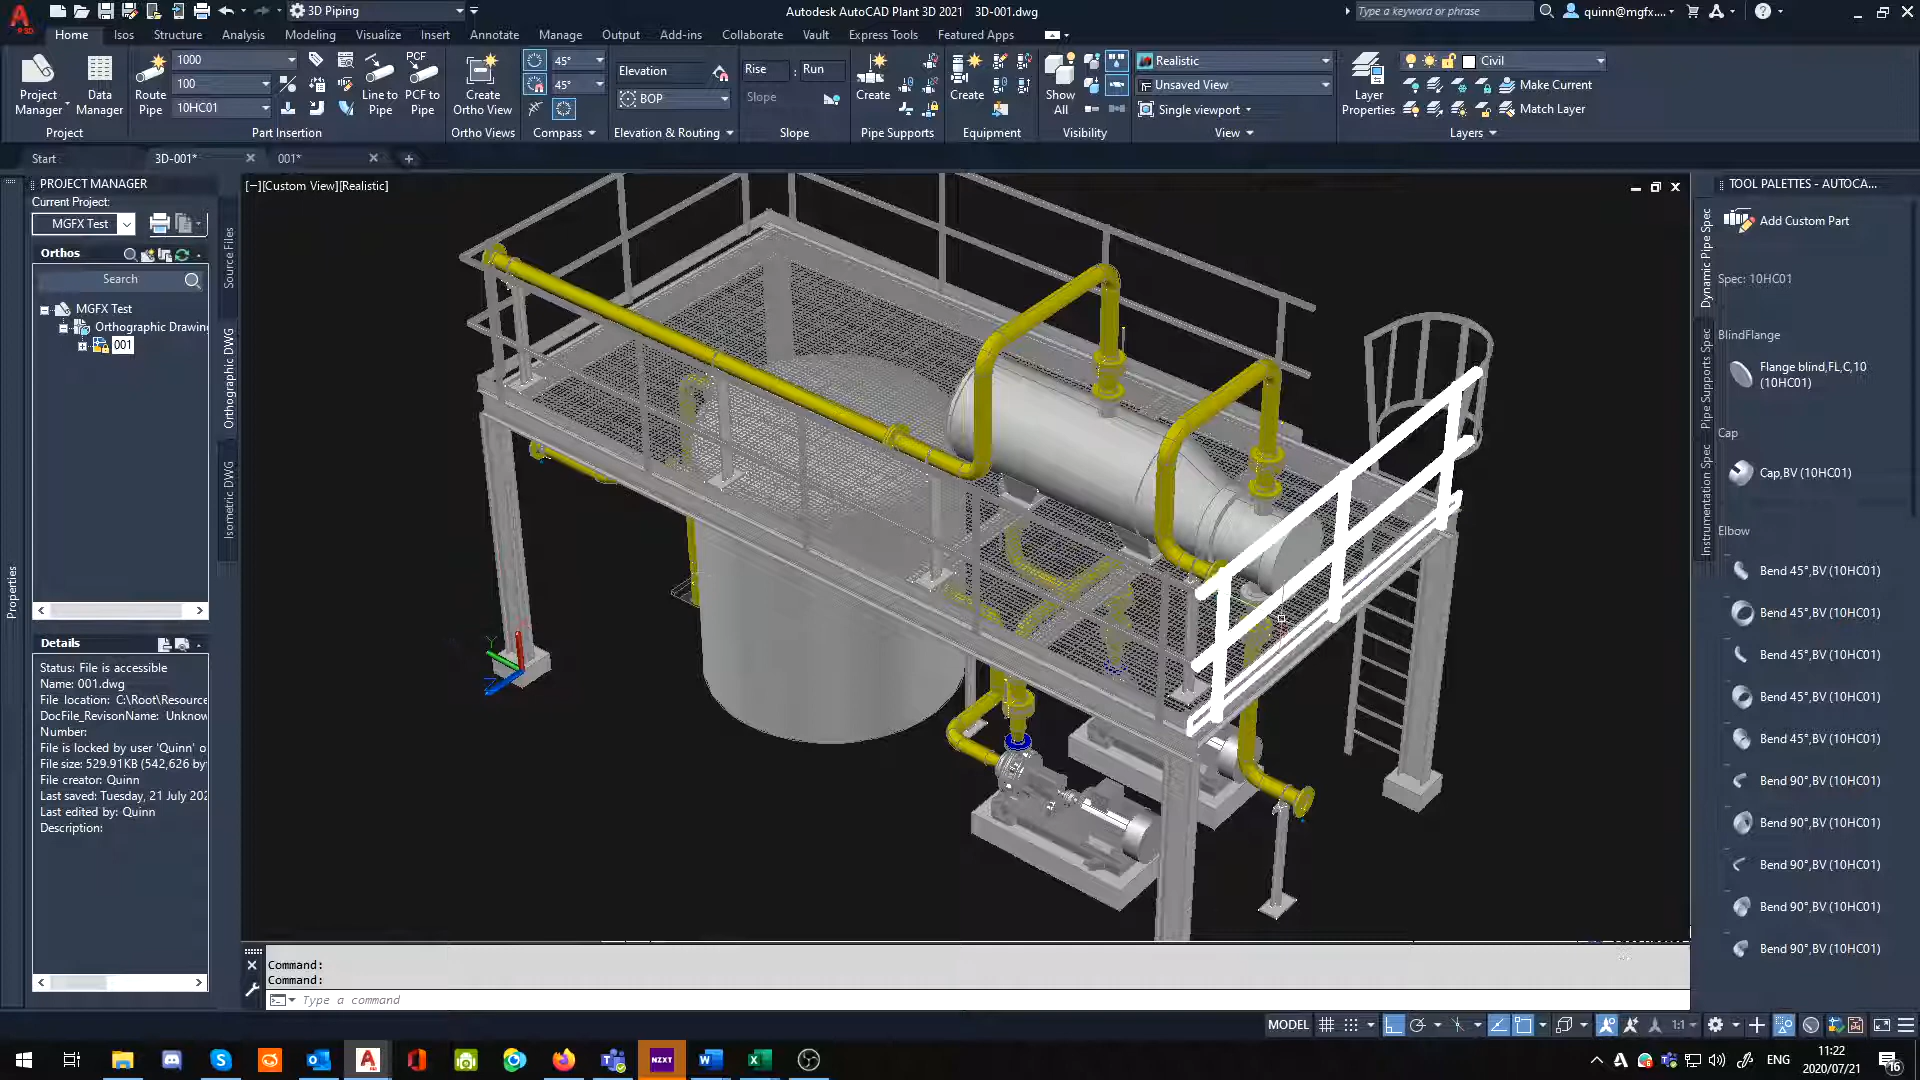 3D Piping
Autodesk AutoCAD Plant 3D 2021 3D-001.dwg
Type a keyword or phrase
quinn@mgfx....
Home Isos Structure Analysis Modeling Visualize Insert Annotate Manage Output Add-ins Collaborate Vault Express Tools Featured Apps
P3D
Project Manager
Data Manager
Route Pipe
1000
100
10HC01
Line to Pipe
PCF
PCF to Pipe
Create Ortho View
45°
45°
Elevation
BOP
Rise : Run
Slope
Create
Create
Show All
Realistic
Unsaved View
Single viewport
Layer Properties
Civil
Make Current
Match Layer
Project
Part Insertion
Ortho Views
Compass
Elevation & Routing
Slope
Pipe Supports
Equipment
Visibility
View
Layers
Start
3D-001*
001*
PROJECT MANAGER
Current Project:
MGFX Test
Orthos
Search
MGFX Test
Orthographic Drawin
001
Source Files
Orthographic DWG
Isometric DWG
Properties
Details
Status: File is accessible
Name: 001.dwg
File location: C:\Root\Resource
DocFile_RevisonName: Unknow
Number:
File is locked by user 'Quinn' o
File size: 529.91KB (542,626 by
File creator: Quinn
Last saved: Tuesday, 21 July 202
Last edited by: Quinn
Description:
[−][Custom View][Realistic]
Y
Z
TOOL PALETTES - AUTOCA...
Dynamic Pipe Spec
Pipe Supports Spec
Instrumentation Spec
Add Custom Part
Spec: 10HC01
BlindFlange
Flange blind,FL,C,10
(10HC01)
Cap
Cap,BV (10HC01)
Elbow
Bend 45°,BV (10HC01)
Bend 45°,BV (10HC01)
Bend 45°,BV (10HC01)
Bend 45°,BV (10HC01)
Bend 45°,BV (10HC01)
Bend 90°,BV (10HC01)
Bend 90°,BV (10HC01)
Bend 90°,BV (10HC01)
Bend 90°,BV (10HC01)
Bend 90°,BV (10HC01)
Command:
Command:
Type a command
MODEL
1:1
NZXT
ENG
11:22
2020/07/21
16